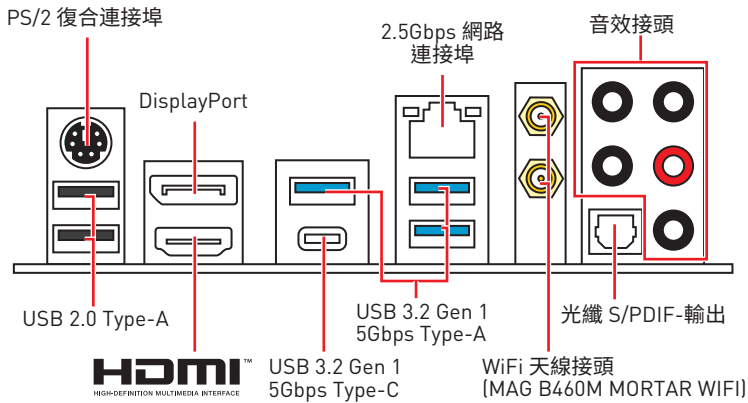 PS/2 復合連接埠
2.5Gbps 網路
連接埠
音效接頭
DisplayPort
USB 2.0 Type-A
USB 3.2 Gen 1
5Gbps Type-A
光纖 S/PDIF-輸出
HDMI™
HIGH-DEFINITION MULTIMEDIA INTERFACE
USB 3.2 Gen 1
5Gbps Type-C
WiFi 天線接頭
(MAG B460M MORTAR WIFI)